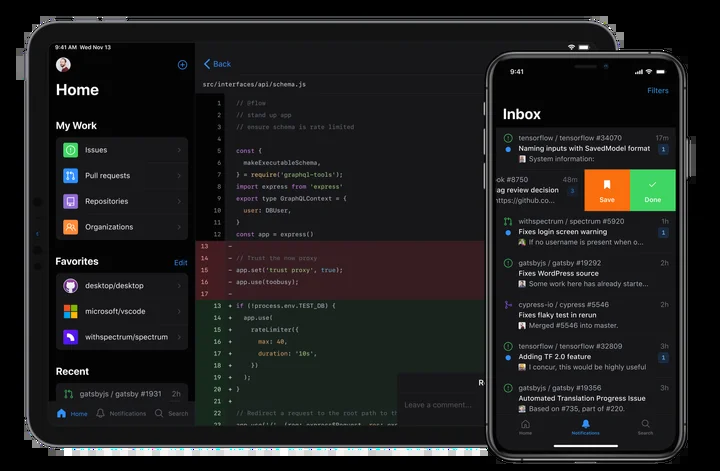 9:41 AM Wed Nov 13
Home
My Work
Issues
Pull requests
Repositories
Organizations
Favorites
Edit
desktop/desktop
microsoft/vscode
withspectrum/spectrum
Recent
gatsbyjs / gatsby #1931
2h
Home
Notifications
Search
Back
src/interfaces/api/schema.js
1 // @flow
2 // stand up app
3 // ensure schema is rate limited
4
5 const {
6 makeExecutableSchema,
7 } = require('graphql-tools');
8 import express from 'express'
9 export type GraphQLContext = {
10 user: DBUser,
11 }
12 const app = express()
13 -
14 - // Trust the now proxy
15 - app.set('trust proxy', true);
16 - app.use(toobusy);
17 -
13 + if (!process.env.TEST_DB) {
14 + app.use(
15 + rateLimiter({
16 + max: 40,
17 + duration: '10s',
18 + })
19 + );
20 + }
21 +
22 // Redirect a request to the root path to th
23 app.use('/', (req: express$Request, res: exp
Re
Leave a comment...
9:41
Filters
Inbox
tensorflow / tensorflow #34070
17m
Naming inputs with SavedModel format
1
System information:
ook #8750
48m
ag review decision
3
https://github.co...
Save
Done
withspectrum / spectrum #5920
1h
Fixes login screen warning
1
If no username is present when o...
gatsbyjs / gatsby #19292
2h
Fixes WordPress source
Some work here has already starte...
cypress-io / cypress #5546
2h
Fixes flaky test in rerun
Merged #5546 into master.
tensorflow / tensorflow #32809
3h
Adding TF 2.0 feature
1
I concur, this would be highly useful
gatsbyjs / gatsby #19356
3h
Automated Translation Progress Issue
Based on #735, part of #220.
Home
Notifications
Search